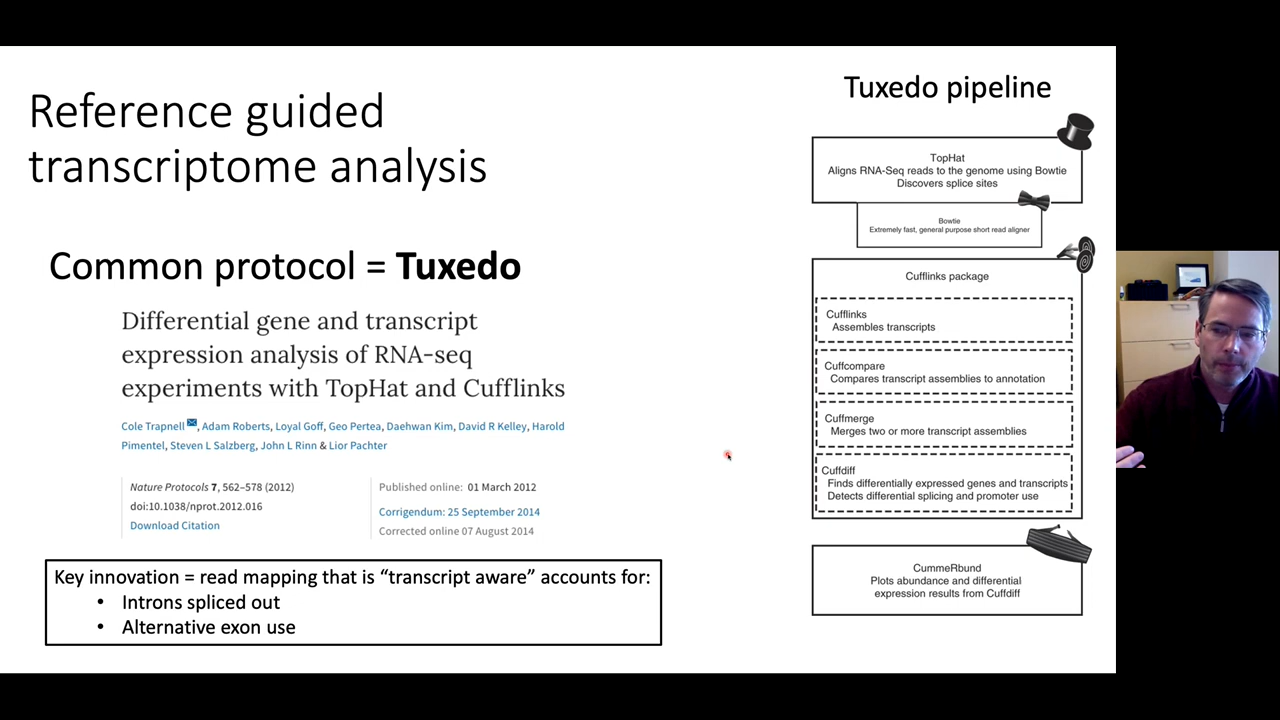 Reference guided
transcriptome analysis
Common protocol = Tuxedo
Differential gene and transcript
expression analysis of RNA-seq
experiments with TopHat and Cufflinks
Cole Trapnell, Adam Roberts, Loyal Goff, Geo Pertea, Daehwan Kim, David R Kelley, Harold
Pimentel, Steven L Salzberg, John L Rinn & Lior Pachter
Nature Protocols 7, 562–578 (2012)
doi:10.1038/nprot.2012.016
Download Citation
Published online: 01 March 2012
Corrigendum: 25 September 2014
Corrected online 07 August 2014
Key innovation = read mapping that is “transcript aware” accounts for:
• Introns spliced out
• Alternative exon use
Tuxedo pipeline
TopHat
Aligns RNA-Seq reads to the genome using Bowtie
Discovers splice sites
Bowtie
Extremely fast, general purpose short read aligner
Cufflinks package
Cufflinks
Assembles transcripts
Cuffcompare
Compares transcript assemblies to annotation
Cuffmerge
Merges two or more transcript assemblies
Cuffdiff
Finds differentially expressed genes and transcripts
Detects differential splicing and promoter use
CummeRbund
Plots abundance and differential
expression results from Cuffdiff